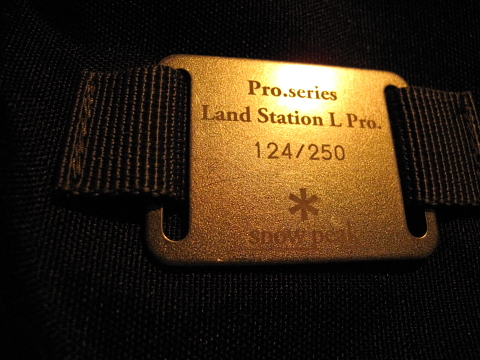 Pro.series
Land Station L Pro.
124/250
snow peak